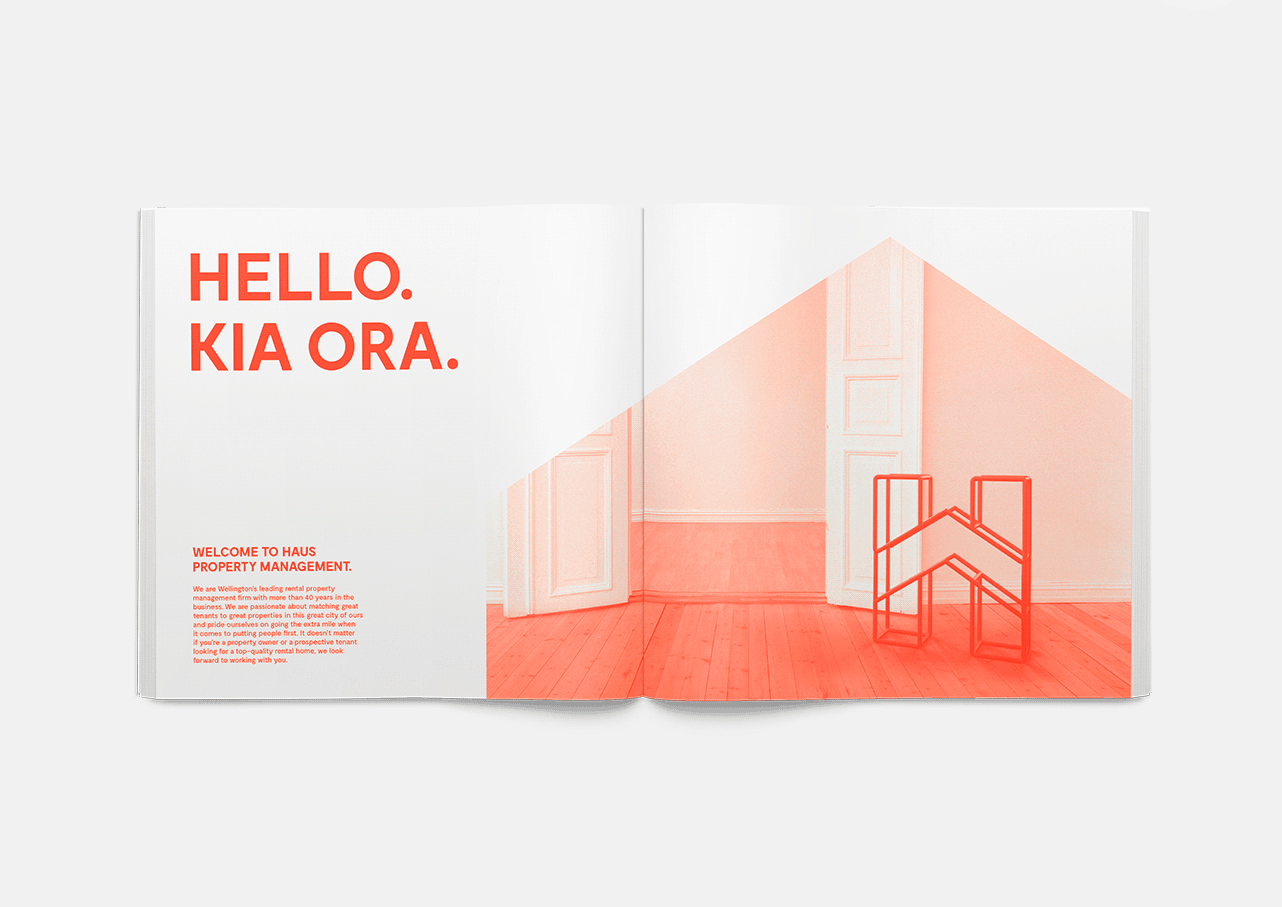 HELLO.
KIA ORA.
WELCOME TO HAUS
PROPERTY MANAGEMENT.
We are Wellington's leading rental property
management firm with more than 40 years in the
business. We are passionate about matching great
tenants to great properties in this great city of ours
and pride ourselves on going the extra mile when
it comes to putting people first. It doesn't matter
if you're a property owner or a prospective tenant
looking for a top-quality rental home, we look
forward to working with you.